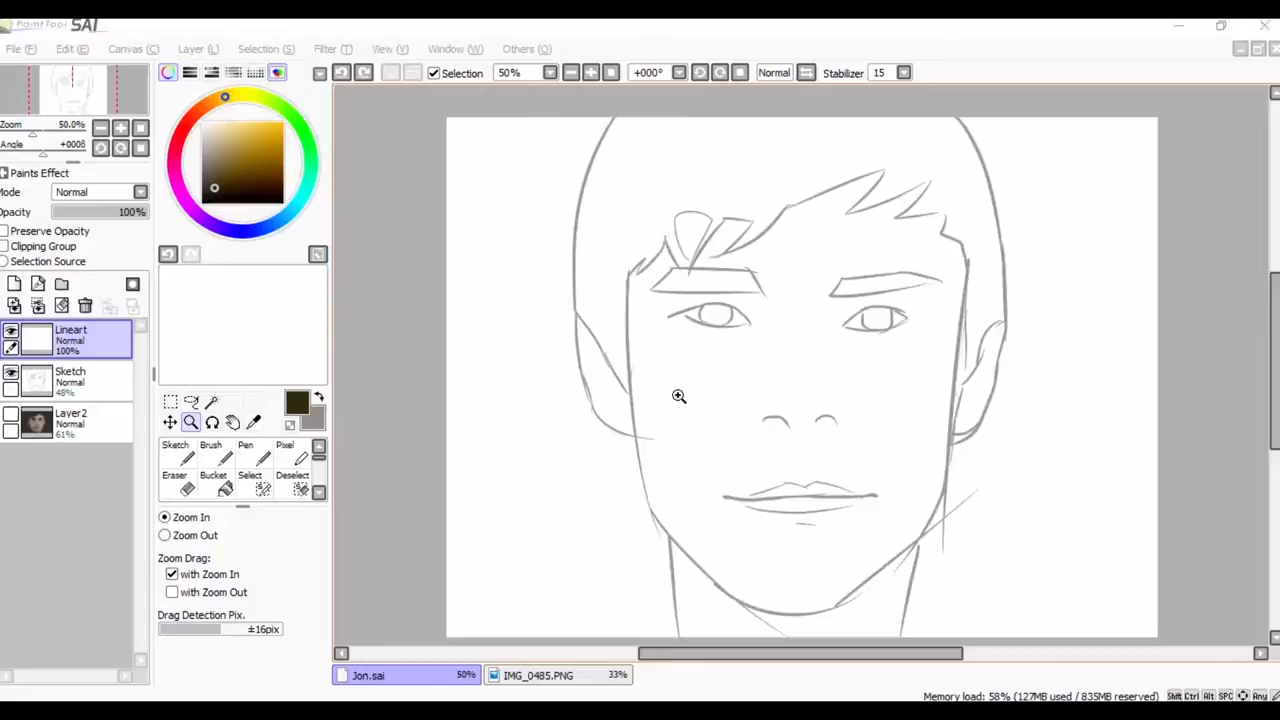 Paint Tool SAI
File (F) Edit (E) Canvas (C) Layer (L) Selection (S) Filter (T) View (V) Window (W) Others (O)
Selection 50% +000° Normal Stabilizer 15
Zoom 50.0%
Angle +000ß
Paints Effect
Mode Normal
Opacity 100%
Preserve Opacity
Clipping Group
Selection Source
Lineart
Normal
100%
Sketch
Normal
48%
Layer2
Normal
61%
Sketch Brush Pen Pixel
Eraser Bucket Select Deselect
Zoom In
Zoom Out
Zoom Drag:
with Zoom In
with Zoom Out
Drag Detection Pix.
±16pix
Jon.sai 50% IMG_0485.PNG 33%
Memory load: 58% (127MB used / 835MB reserved) Shift Ctrl Alt SPC Any